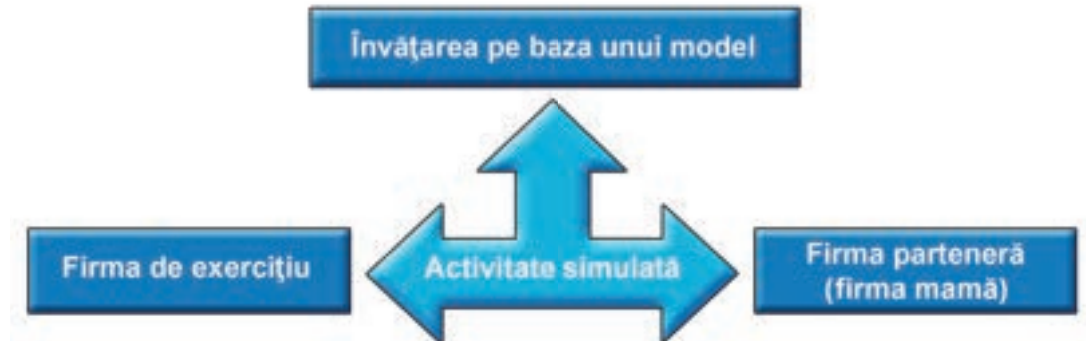 Învăţarea pe baza unui model
Firma de exerciţiu
Activitate simulată
Firma parteneră
(firma mamă)